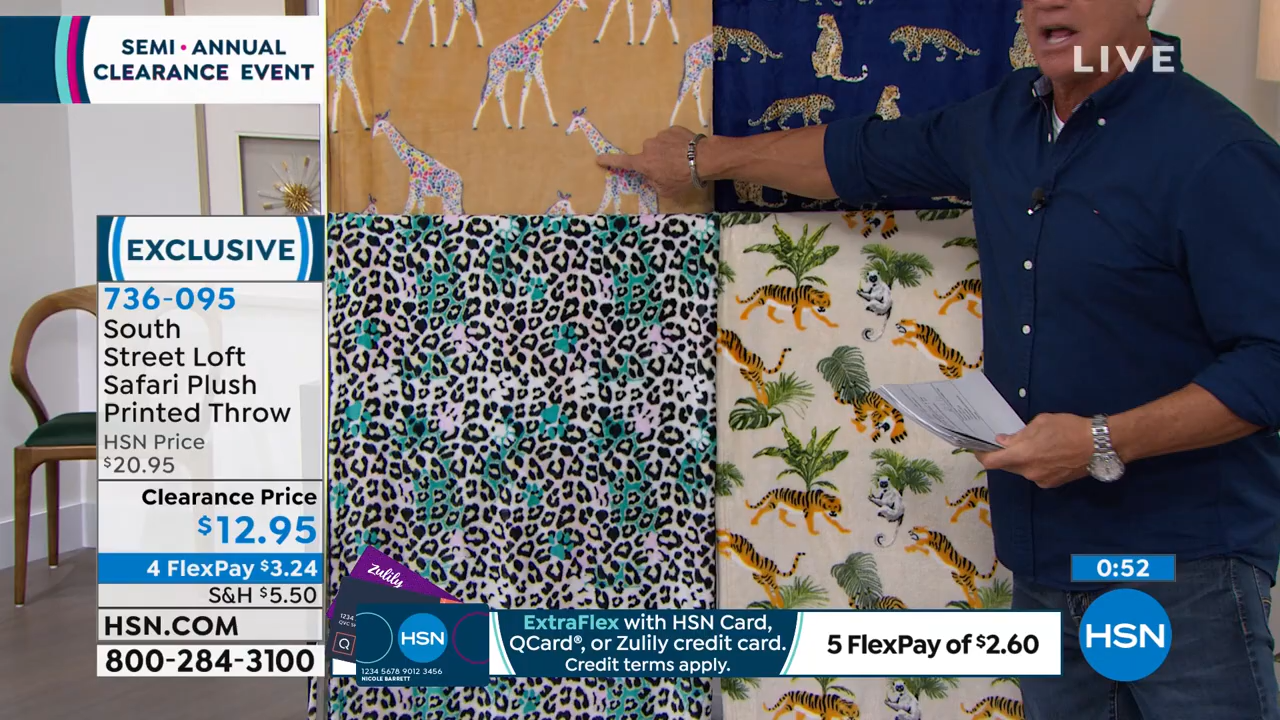 SEMI • ANNUAL
CLEARANCE EVENT
LIVE
EXCLUSIVE
736-095
South
Street Loft
Safari Plush
Printed Throw
HSN Price
$20.95
Clearance Price
$12.95
4 FlexPay $3.24
S&H $5.50
HSN.COM
800-284-3100
Zulily
1234
Q
HSN
1234 5678 9012 3456
NICOLE BARRETT
ExtraFlex with HSN Card,
QCard®, or Zulily credit card.
Credit terms apply.
5 FlexPay of $2.60
0:52
HSN